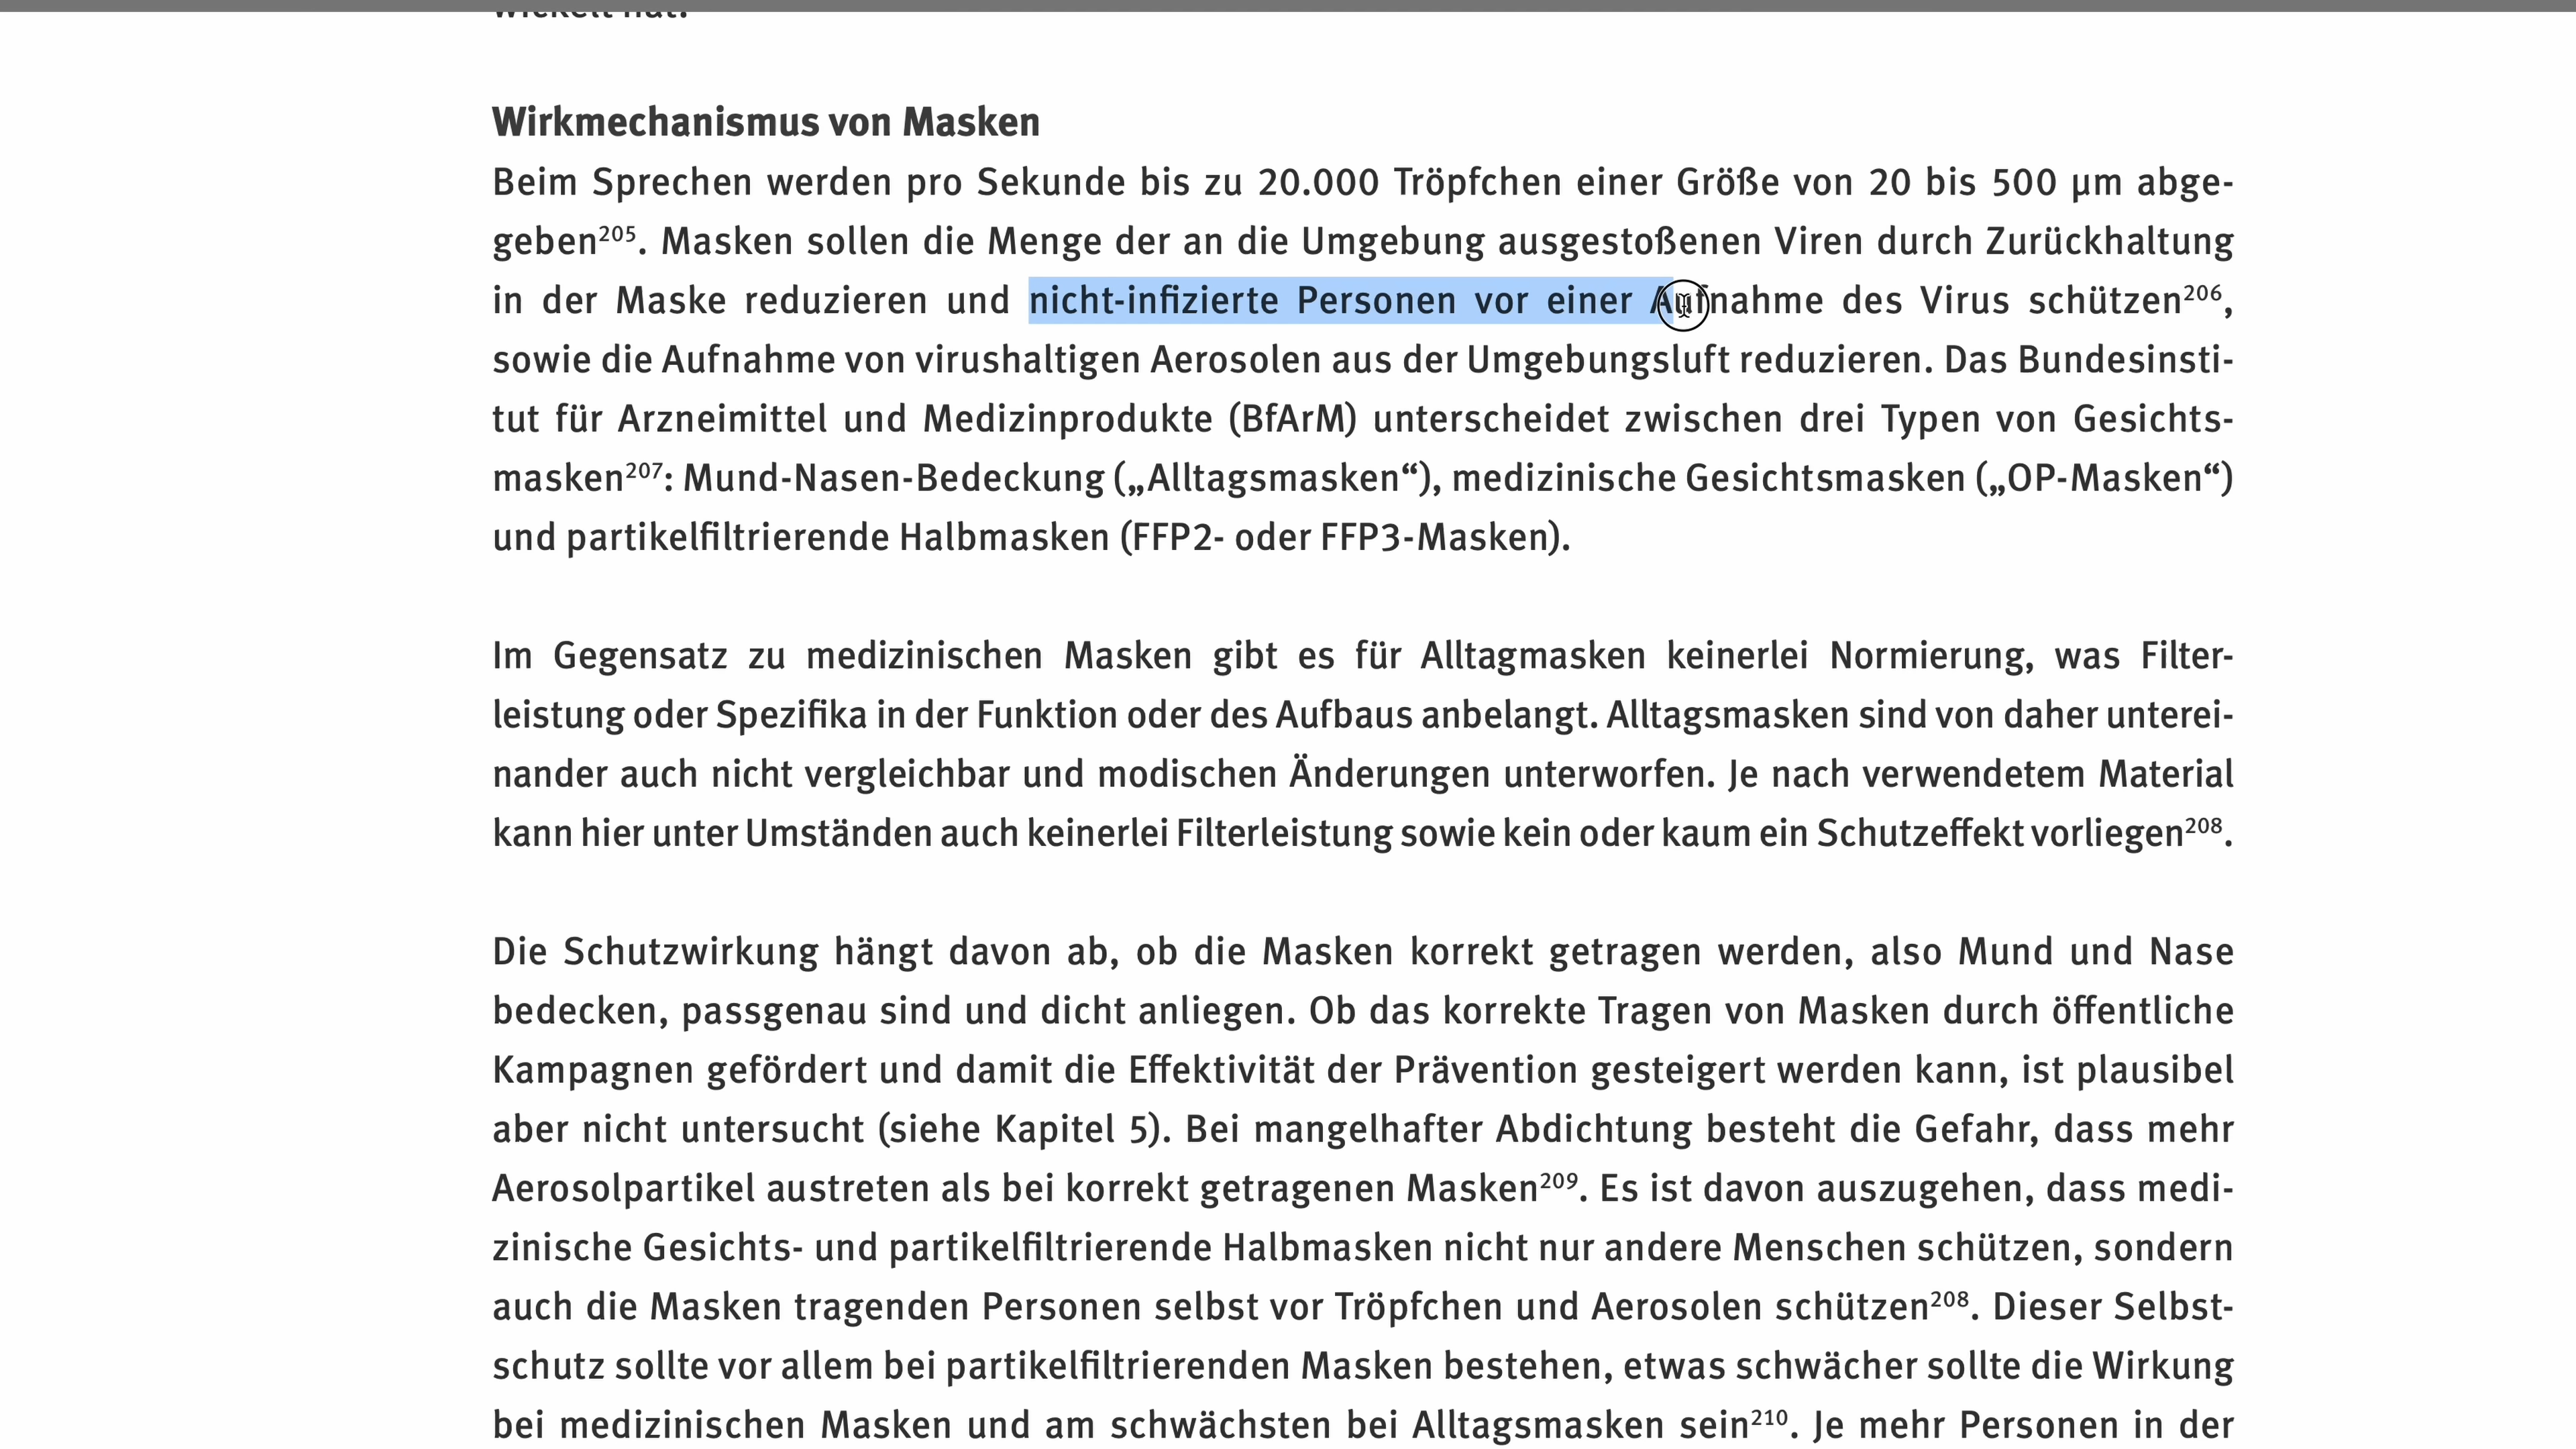 wickelt hat.
Wirkmechanismus von Masken
Beim Sprechen werden pro Sekunde bis zu 20.000 Tröpfchen einer Größe von 20 bis 500 µm abge-
geben²⁰⁵. Masken sollen die Menge der an die Umgebung ausgestoßenen Viren durch Zurückhaltung
in der Maske reduzieren und nicht-infizierte Personen vor einer Aufnahme des Virus schützen²⁰⁶,
sowie die Aufnahme von virushaltigen Aerosolen aus der Umgebungsluft reduzieren. Das Bundesinsti-
tut für Arzneimittel und Medizinprodukte (BfArM) unterscheidet zwischen drei Typen von Gesichts-
masken²⁰⁷: Mund-Nasen-Bedeckung („Alltagsmasken“), medizinische Gesichtsmasken („OP-Masken“)
und partikelfiltrierende Halbmasken (FFP2- oder FFP3-Masken).
Im Gegensatz zu medizinischen Masken gibt es für Alltagmasken keinerlei Normierung, was Filter-
leistung oder Spezifika in der Funktion oder des Aufbaus anbelangt. Alltagsmasken sind von daher unterei-
nander auch nicht vergleichbar und modischen Änderungen unterworfen. Je nach verwendetem Material
kann hier unter Umständen auch keinerlei Filterleistung sowie kein oder kaum ein Schutzeffekt vorliegen²⁰⁸.
Die Schutzwirkung hängt davon ab, ob die Masken korrekt getragen werden, also Mund und Nase
bedecken, passgenau sind und dicht anliegen. Ob das korrekte Tragen von Masken durch öffentliche
Kampagnen gefördert und damit die Effektivität der Prävention gesteigert werden kann, ist plausibel
aber nicht untersucht (siehe Kapitel 5). Bei mangelhafter Abdichtung besteht die Gefahr, dass mehr
Aerosolpartikel austreten als bei korrekt getragenen Masken²⁰⁹. Es ist davon auszugehen, dass medi-
zinische Gesichts- und partikelfiltrierende Halbmasken nicht nur andere Menschen schützen, sondern
auch die Masken tragenden Personen selbst vor Tröpfchen und Aerosolen schützen²⁰⁸. Dieser Selbst-
schutz sollte vor allem bei partikelfiltrierenden Masken bestehen, etwas schwächer sollte die Wirkung
bei medizinischen Masken und am schwächsten bei Alltagsmasken sein²¹⁰. Je mehr Personen in der